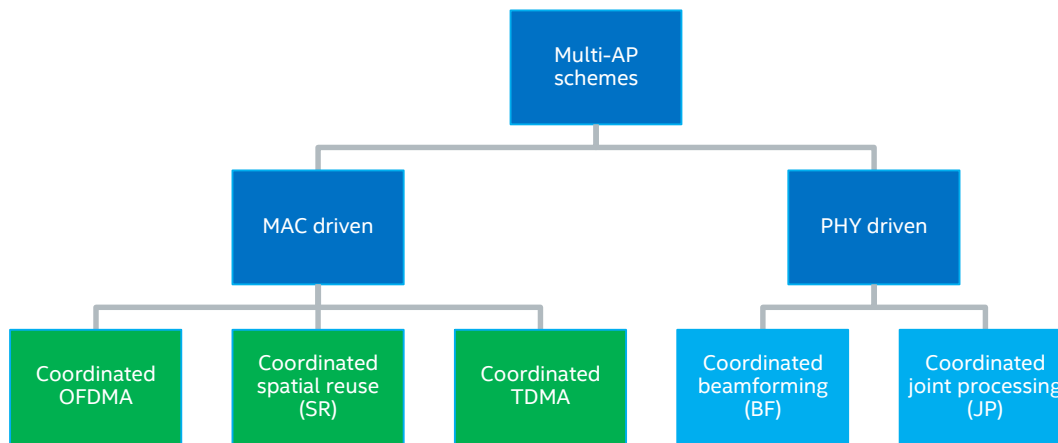 Multi-AP
schemes
MAC driven
PHY driven
Coordinated
OFDMA
Coordinated
spatial reuse
(SR)
Coordinated
TDMA
Coordinated
beamforming
(BF)
Coordinated
joint processing
(JP)